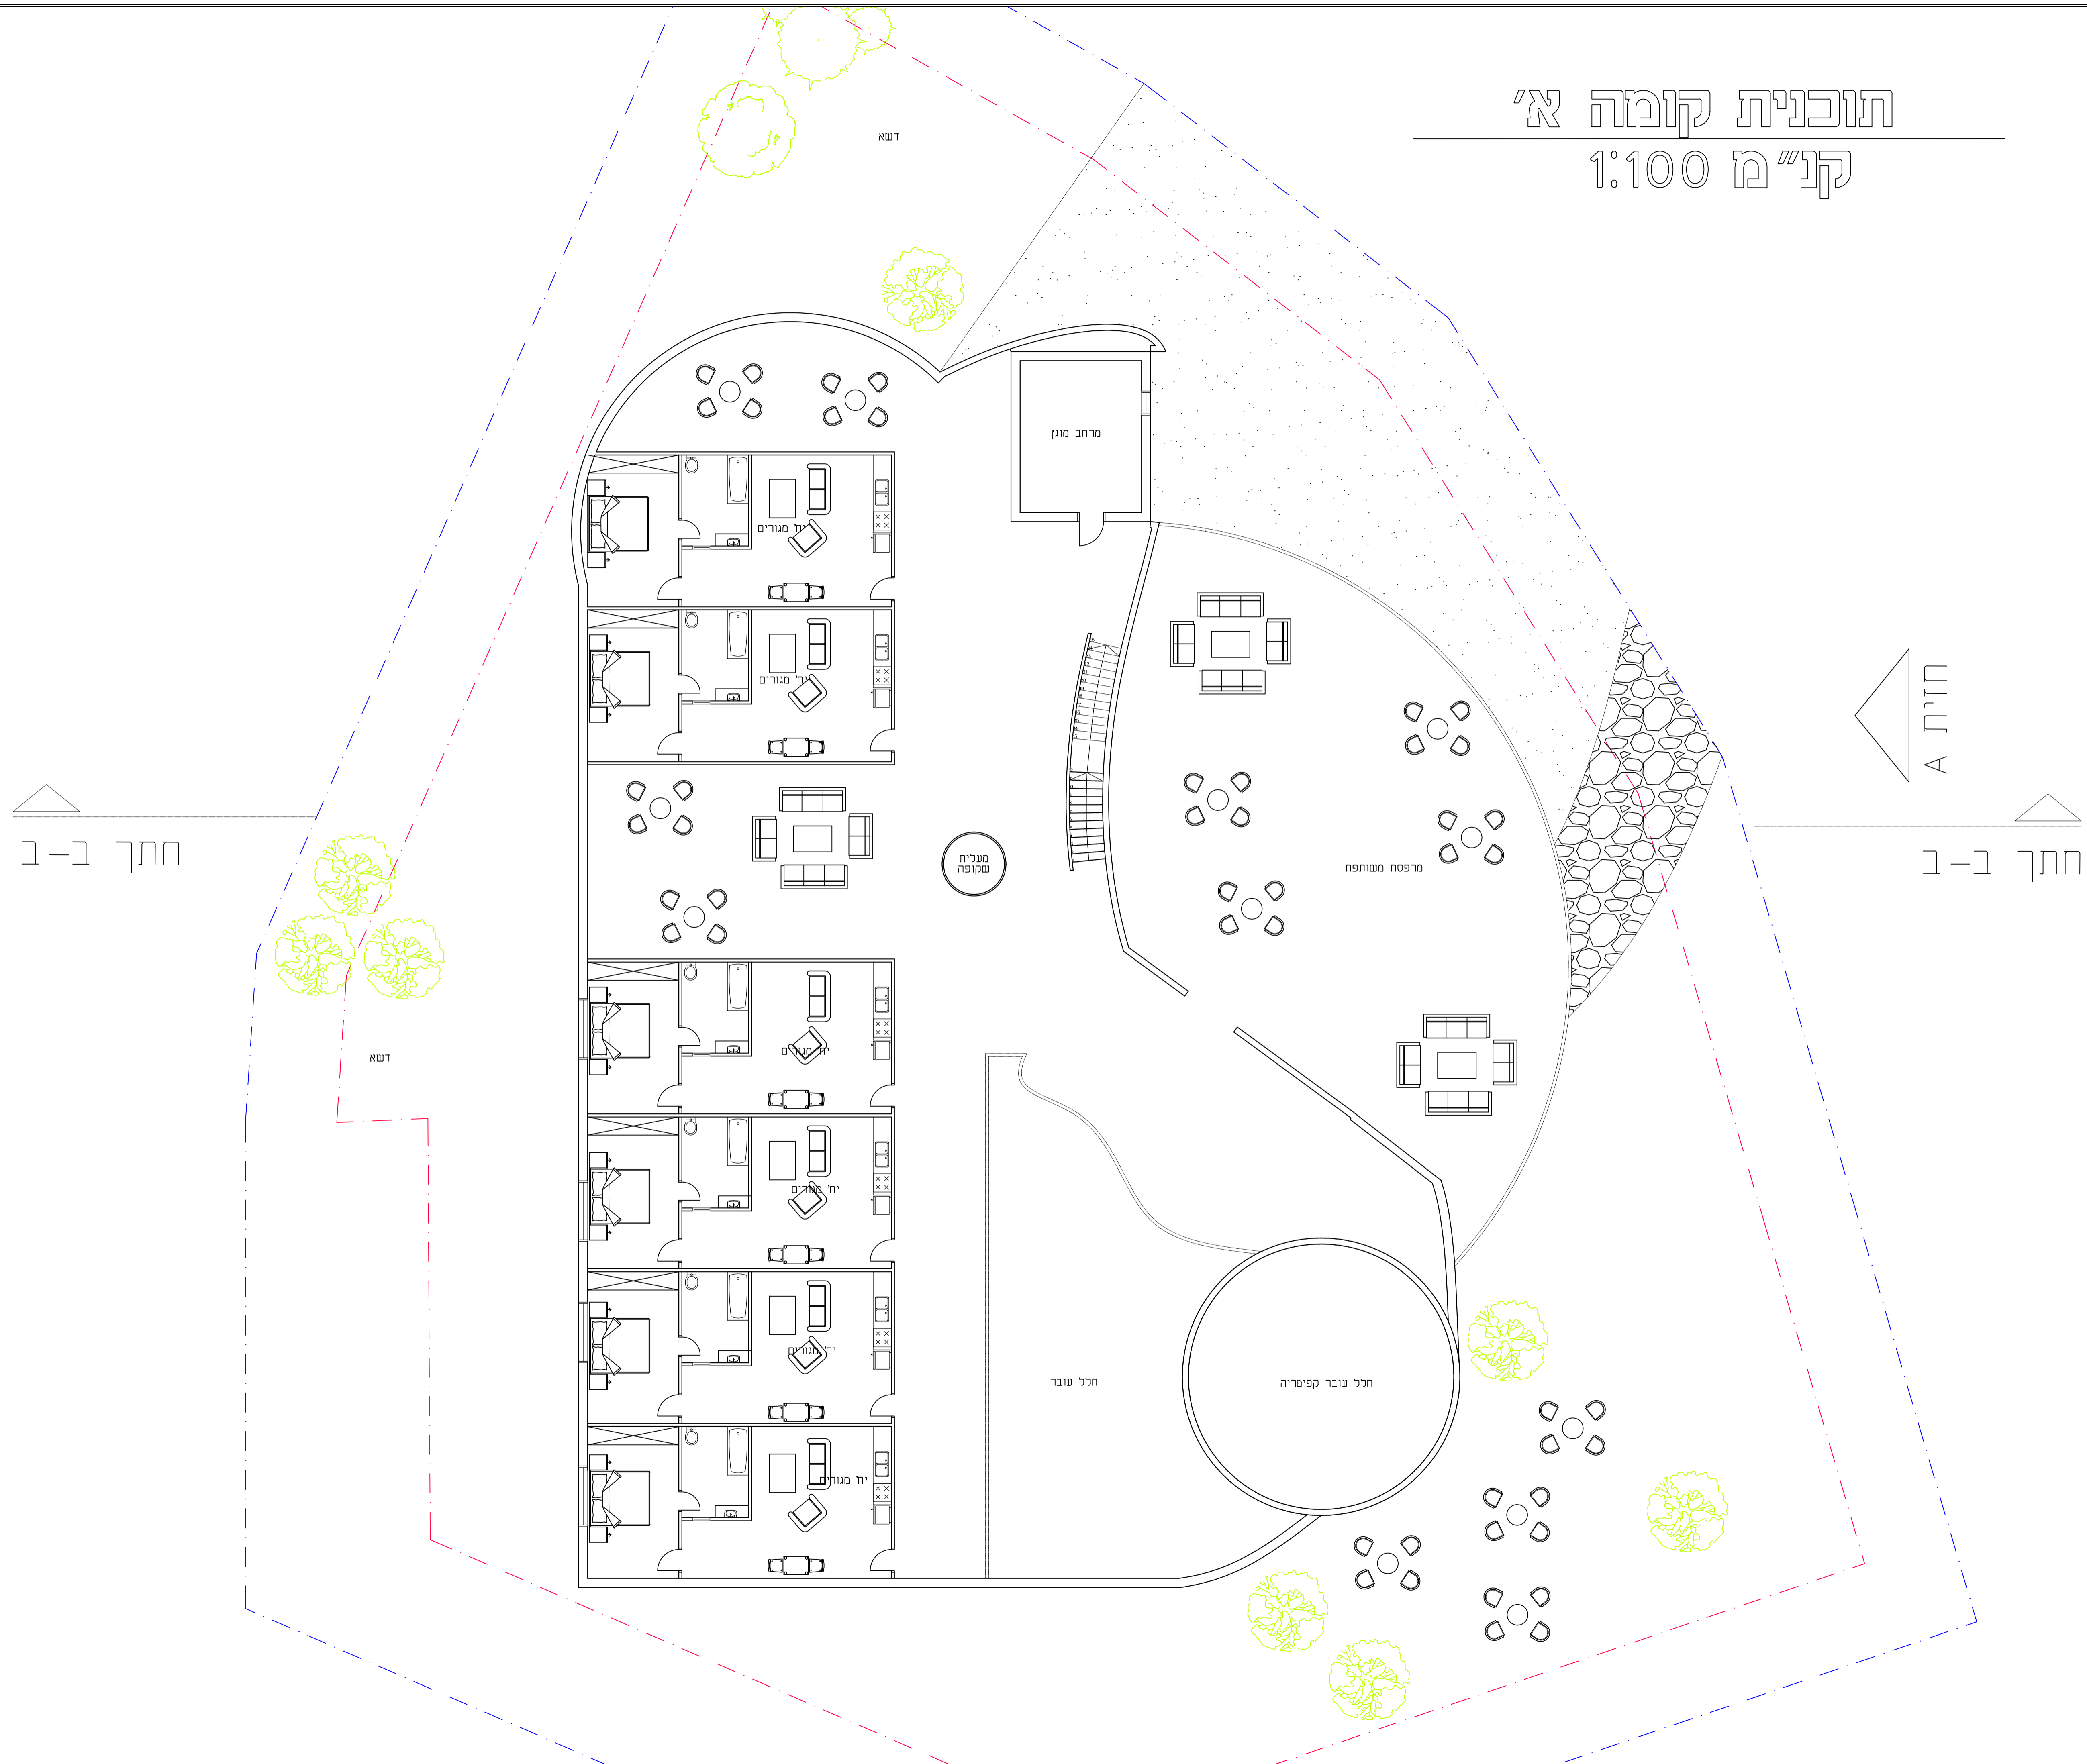 תוכנית קומה א'
קנ"מ 1:100
דשא
מרחב מוגן
יח' מגורים
יח' מגורים
חזית A
חתך ב-ב
חתך ב-ב
מעלית
שקופה
מרפסת משותפת
יח' מגורים
דשא
יח' מגורים
יח' מגורים
חלל עובר
חלל עובר קפיטריה
יח' מגורים